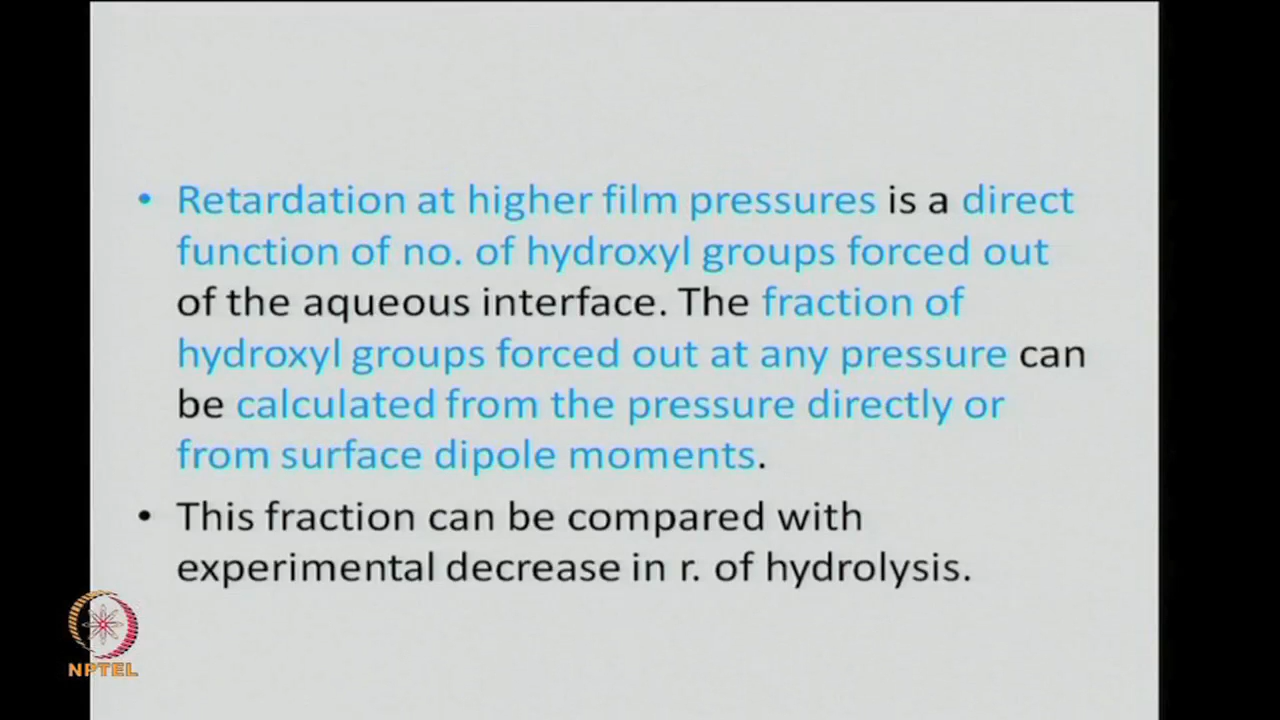 • Retardation at higher film pressures is a direct
function of no. of hydroxyl groups forced out
of the aqueous interface. The fraction of
hydroxyl groups forced out at any pressure can
be calculated from the pressure directly or
from surface dipole moments.
• This fraction can be compared with
experimental decrease in r. of hydrolysis.
NPTEL